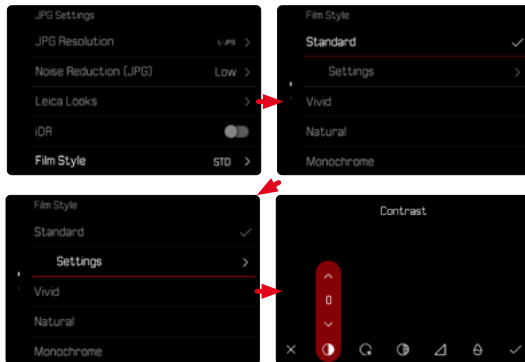 JPG Settings
JPG Resolution L-JPG
Noise Reduction (JPG) Low
Leica Looks
iDR
Film Style STD
Film Style
Standard
Settings
Vivid
Natural
Monochrome
Film Style
Standard
Settings
Vivid
Natural
Monochrome
Contrast
0